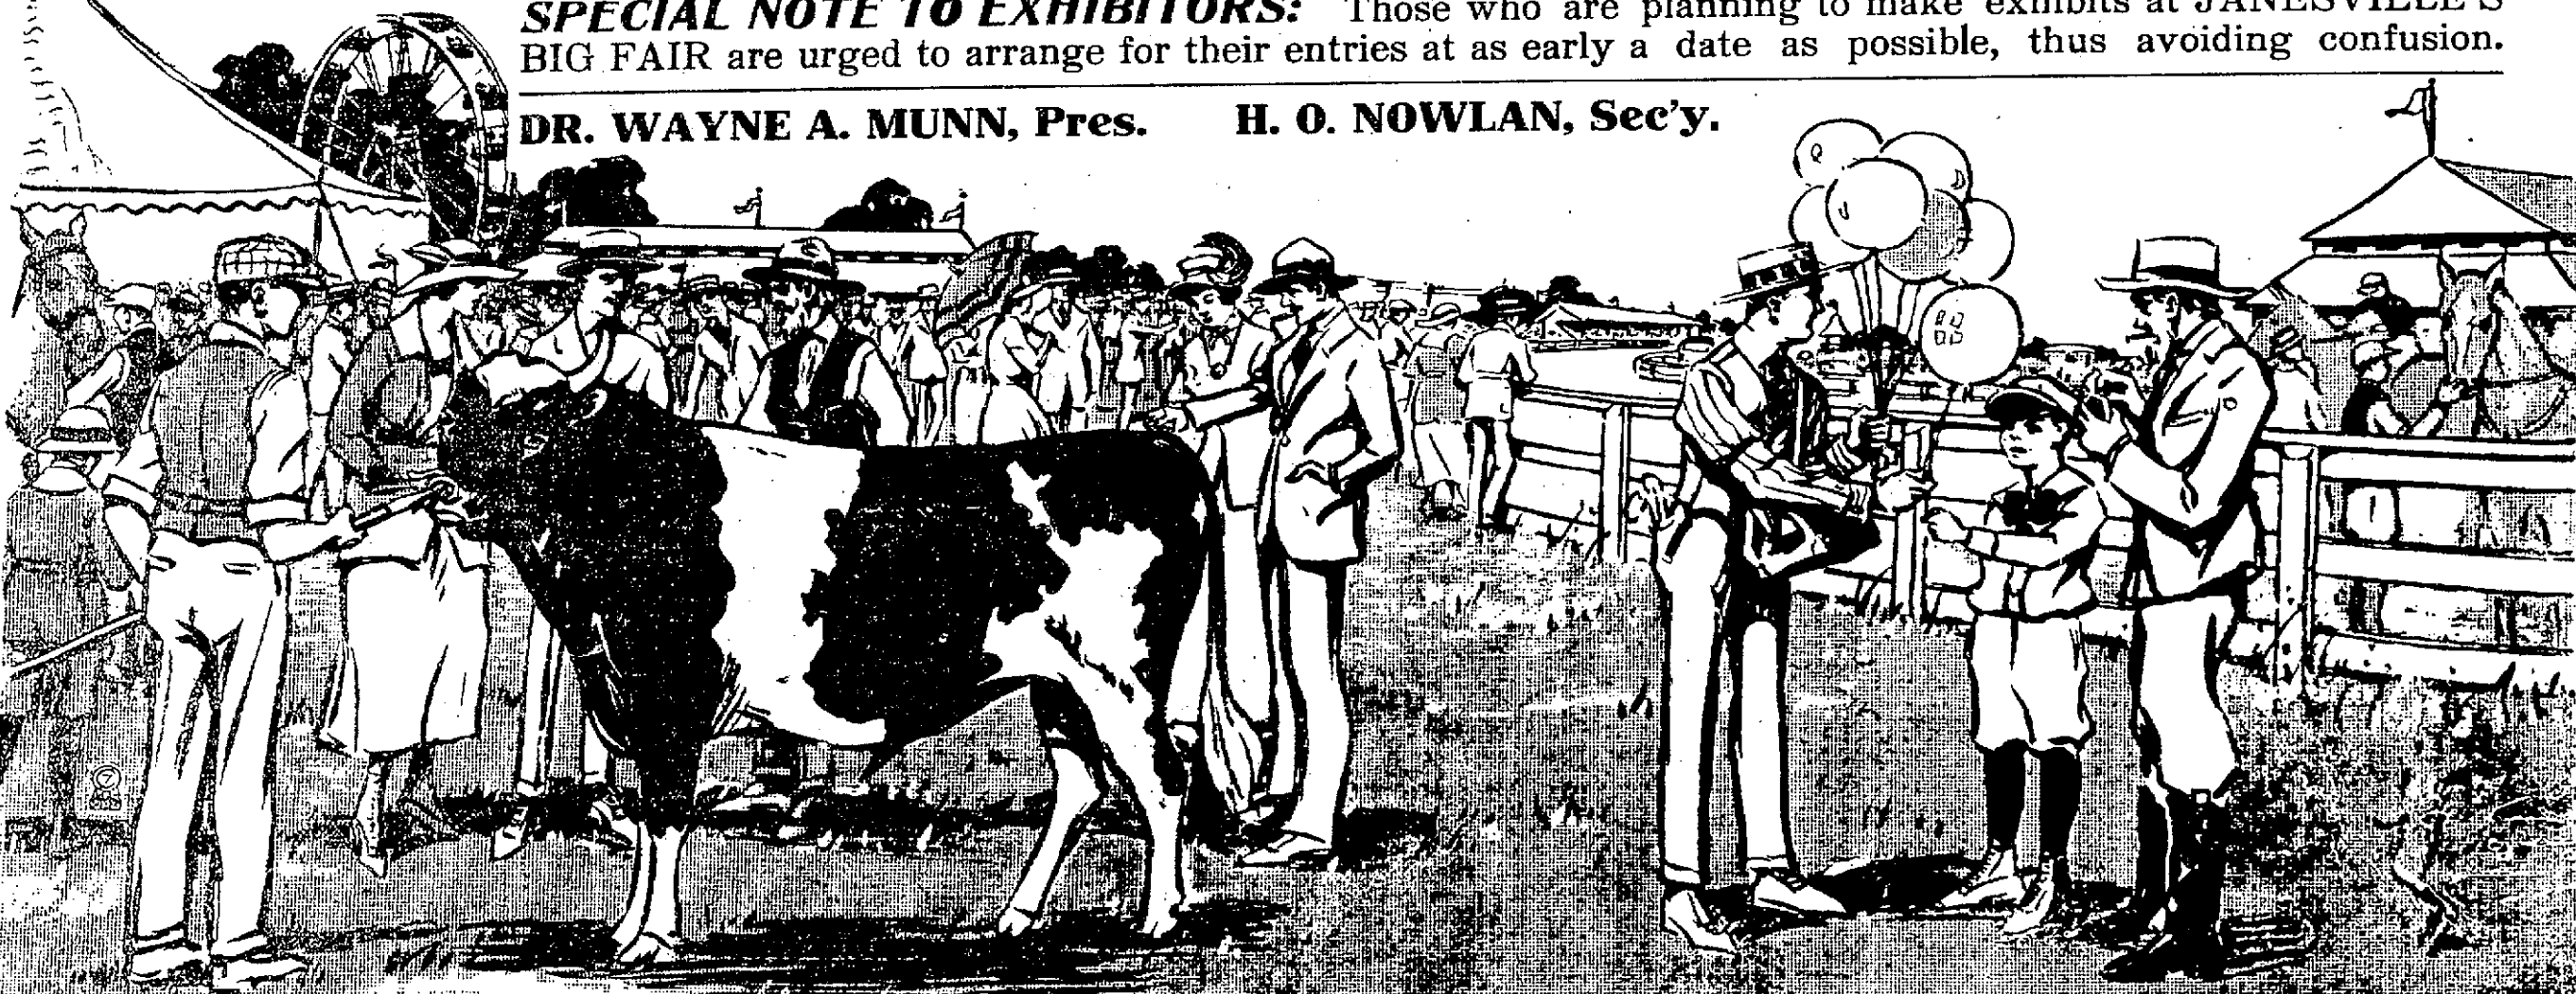 SPECIAL NOTE TO EXHIBITORS: Those who are planning to make exhibits at JANESVILLE'S
BIG FAIR are urged to arrange for their entries at as early a date as possible, thus avoiding confusion.
DR. WAYNE A. MUNN, Pres. H. O. NOWLAN, Sec'y.